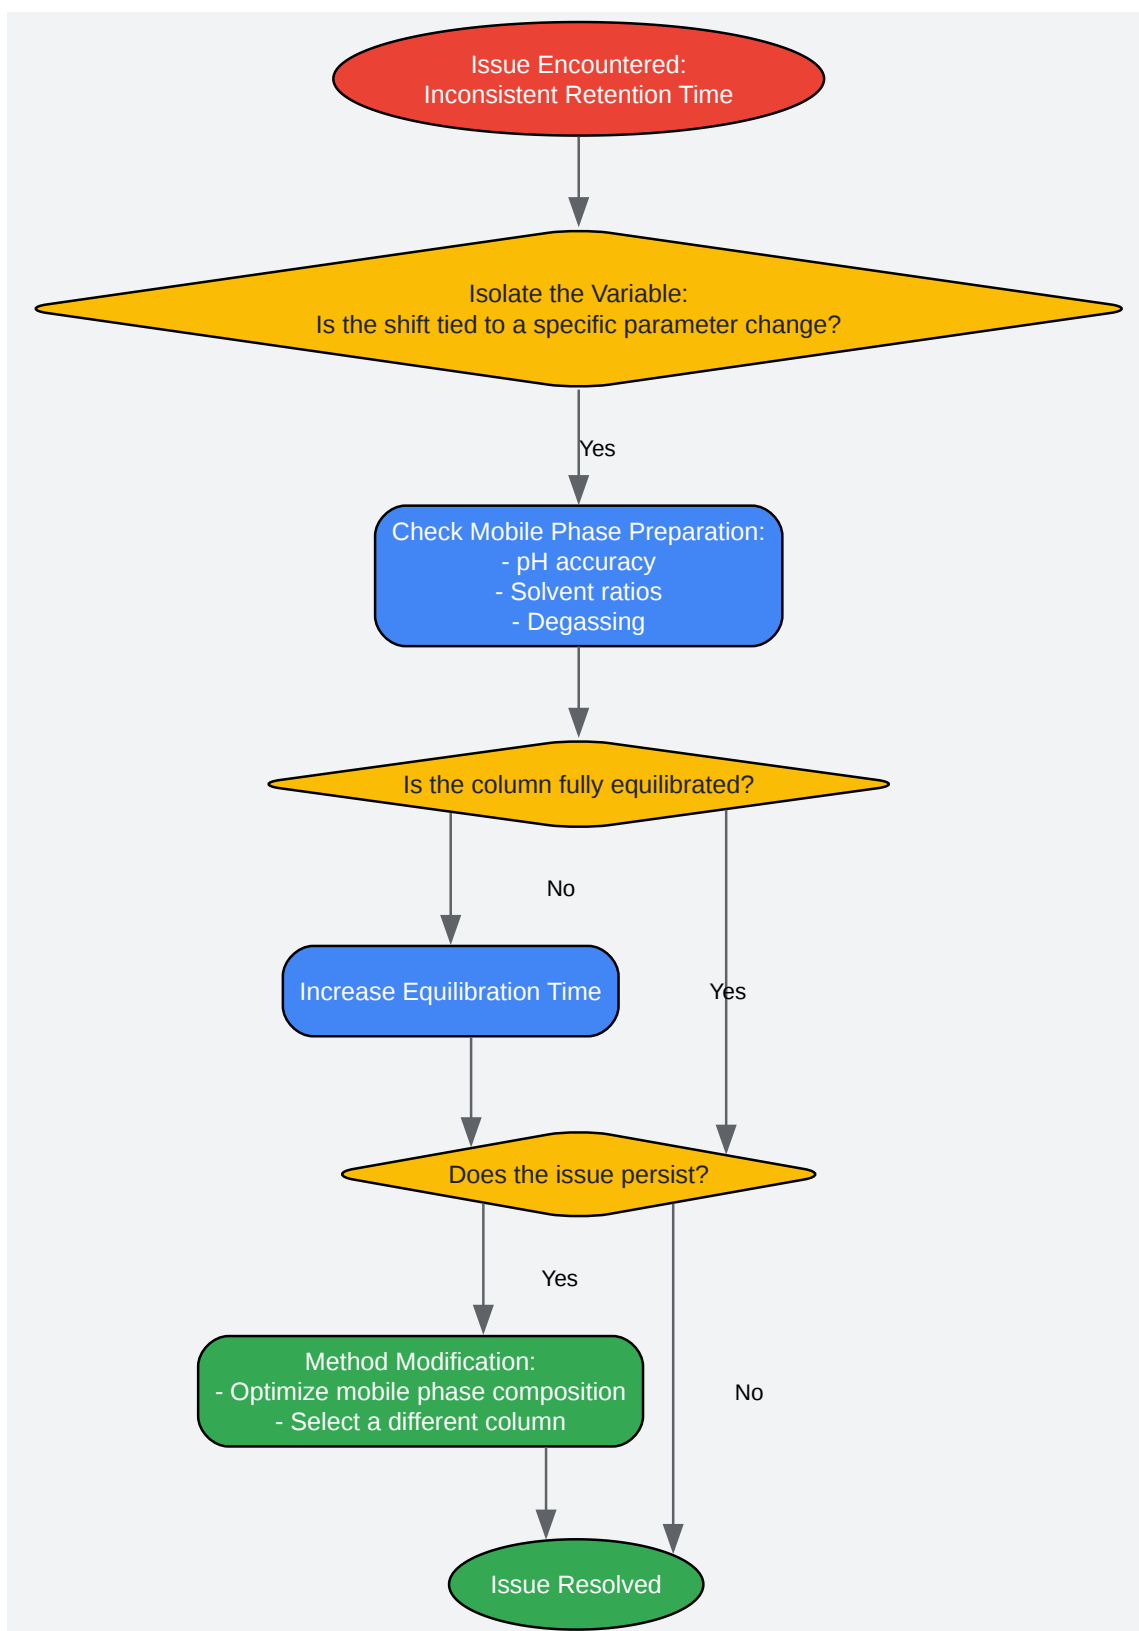 Issue Encountered:
Inconsistent Retention Time
Isolate the Variable:
Is the shift tied to a specific parameter change?
Yes
Check Mobile Phase Preparation:
- pH accuracy
- Solvent ratios
- Degassing
Is the column fully equilibrated?
No
Increase Equilibration Time
Yes
Does the issue persist?
Yes
Method Modification:
- Optimize mobile phase composition
- Select a different column
No
Issue Resolved